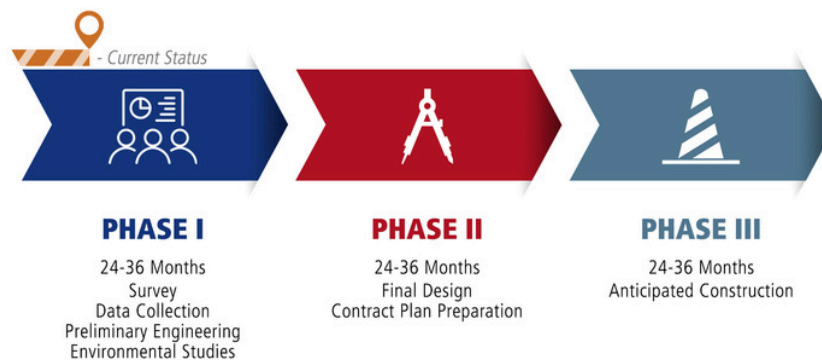 - Current Status
PHASE I
24-36 Months
Survey
Data Collection
Preliminary Engineering
Environmental Studies
PHASE II
24-36 Months
Final Design
Contract Plan Preparation
PHASE III
24-36 Months
Anticipated Construction